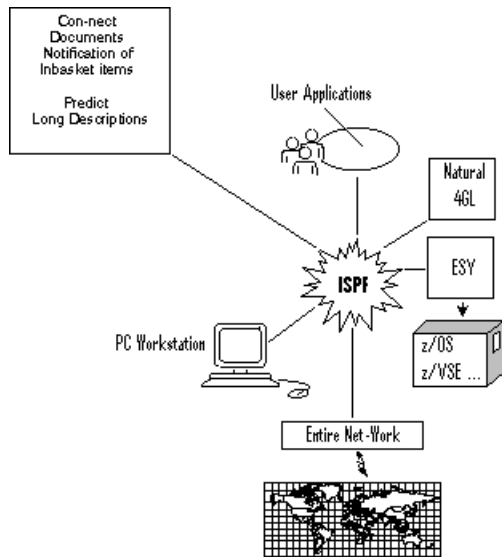 Con-nect
Documents
Notification of
Inbasket items
Predict
Long Descriptions
User Applications
Natural
4GL
ISPF
ESY
PC Workstation
z/OS
z/VSE ...
Entire Net-Work